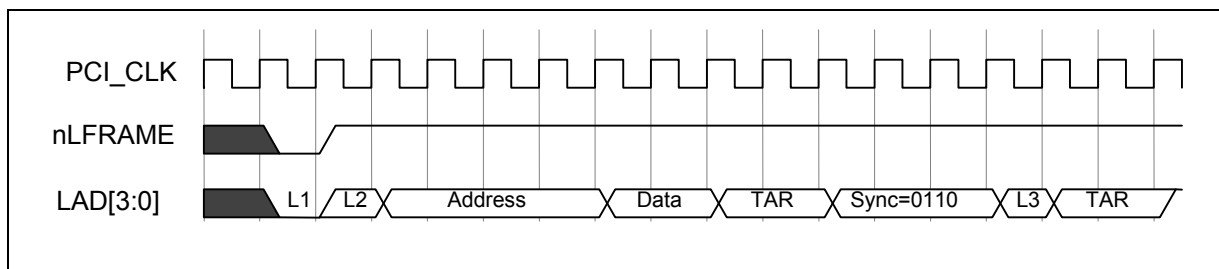 PCI_CLK
nLFRAME
LAD[3:0] L1 L2 Address Data TAR Sync=0110 L3 TAR